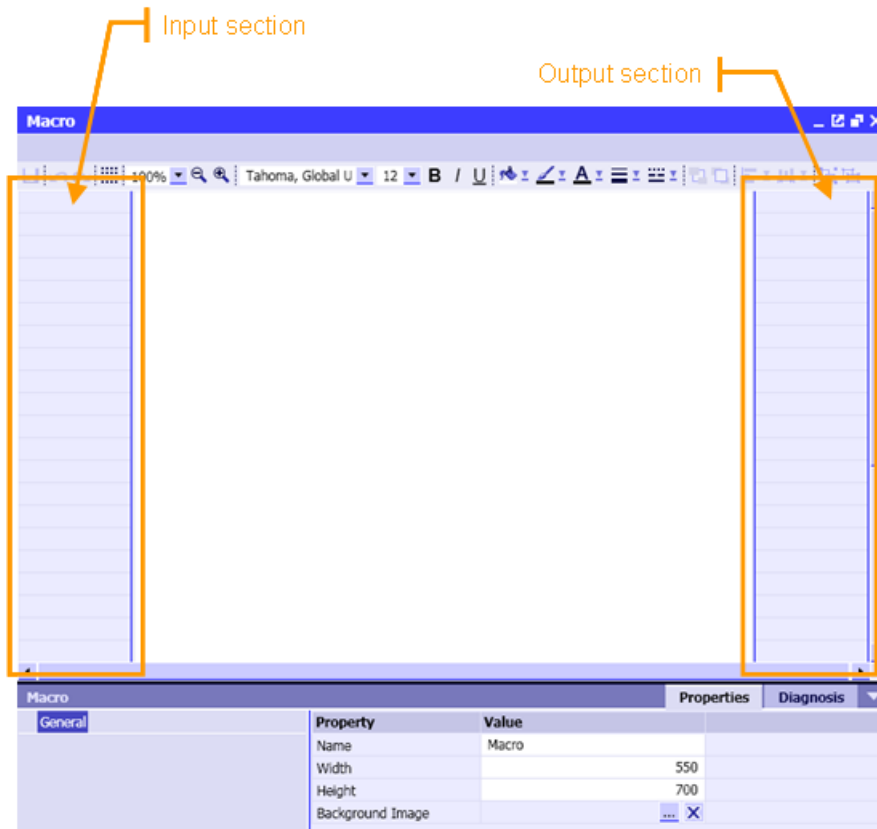 Input section
Output section
Macro
100% Tahoma, Global U 12 B I U A
Macro Properties Diagnosis
General
Property Value
Name Macro
Width 550
Height 700
Background Image ...